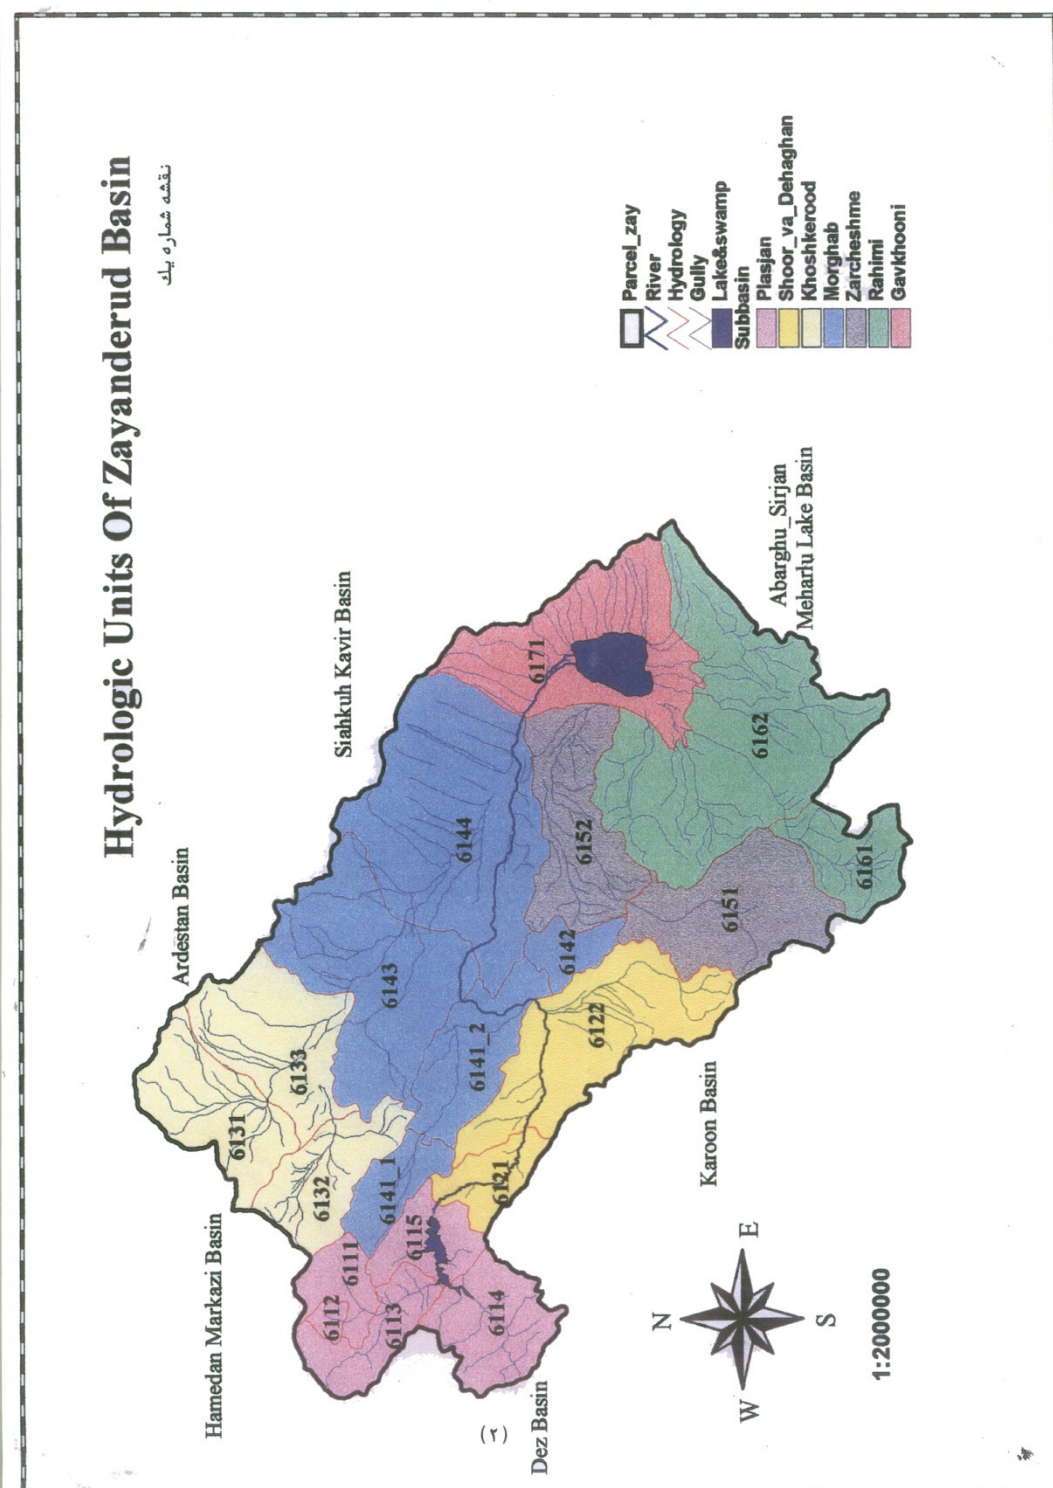 Hydrologic Units Of Zayanderud Basin
نقشه شماره یك
Ardestan Basin
Siahkuh Kavir Basin
Hamedan Markazi Basin
6131
6133
6132
6143
6144
6112
6111
6141_1
6115
6113
6141_2
6114
6121
6122
6142
6152
6171
6151
6162
6161
Dez Basin
Karoon Basin
Abarghu_Sirjan
Meharlu Lake Basin
N
W
E
S
1:2000000
Parcel_zay
River
Hydrology
Gully
Lake&swamp
Subbasin
Plasjan
Shoor_va_Dehaghan
Khoshkerood
Morghab
Zarcheshme
Rahimi
Gavkhooni
(٢)